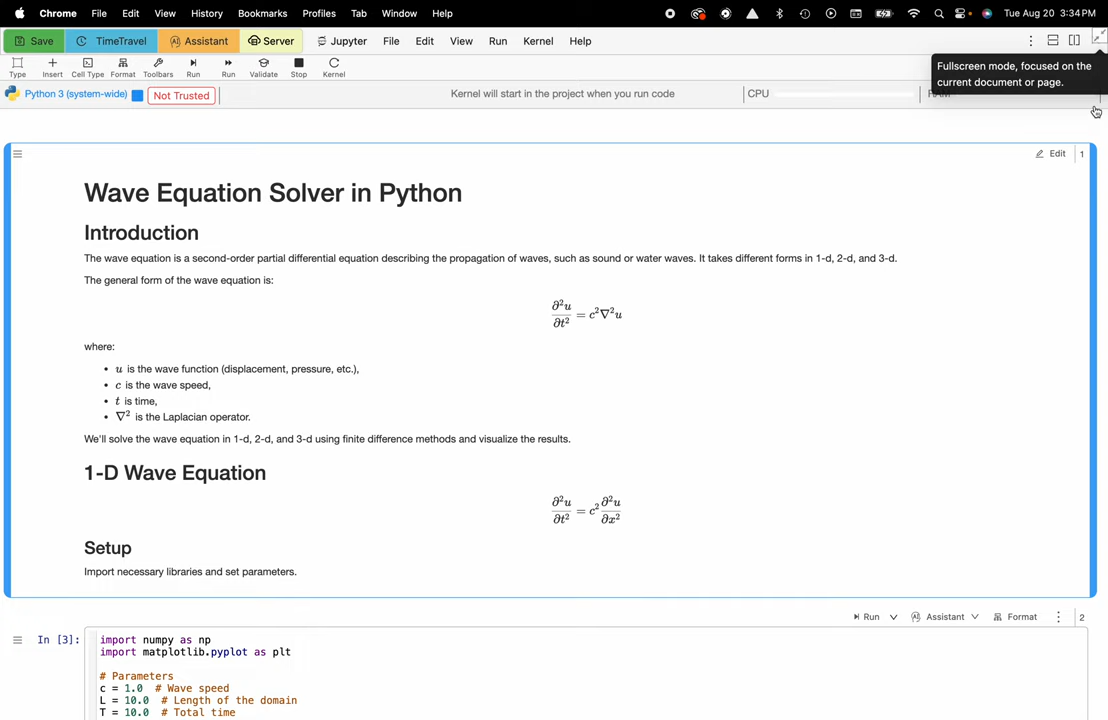 Chrome File Edit View History Bookmarks Profiles Tab Window Help Tue Aug 20 3:34 PM
Save TimeTravel Assistant Server Jupyter File Edit View Run Kernel Help
Type Insert Cell Type Format Toolbars Run Run Validate Stop Kernel
Fullscreen mode, focused on the
current document or page.
Python 3 (system-wide) Not Trusted Kernel will start in the project when you run code CPU RAM
Edit 1
Wave Equation Solver in Python
Introduction
The wave equation is a second-order partial differential equation describing the propagation of waves, such as sound or water waves. It takes different forms in 1-d, 2-d, and 3-d.
The general form of the wave equation is:
∂²u/∂t² = c²∇²u
where:
• u is the wave function (displacement, pressure, etc.),
• c is the wave speed,
• t is time,
• ∇² is the Laplacian operator.
We'll solve the wave equation in 1-d, 2-d, and 3-d using finite difference methods and visualize the results.
1-D Wave Equation
∂²u/∂t² = c² ∂²u/∂x²
Setup
Import necessary libraries and set parameters.
Run Assistant Format 2
In [3]: import numpy as np
import matplotlib.pyplot as plt
# Parameters
c = 1.0 # Wave speed
L = 10.0 # Length of the domain
T = 10.0 # Total time